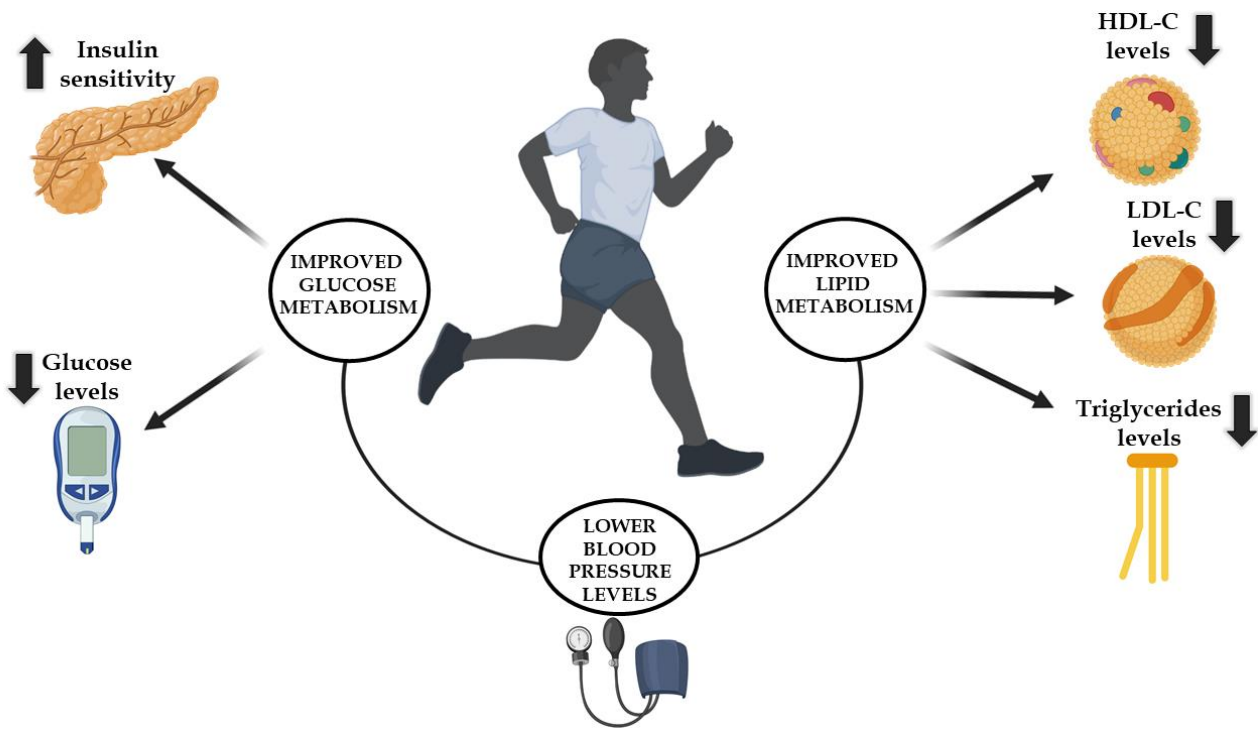 Insulin
sensitivity
Glucose
levels
IMPROVED
GLUCOSE
METABOLISM
LOWER
BLOOD
PRESSURE
LEVELS
IMPROVED
LIPID
METABOLISM
HDL-C
levels
LDL-C
levels
Triglycerides
levels